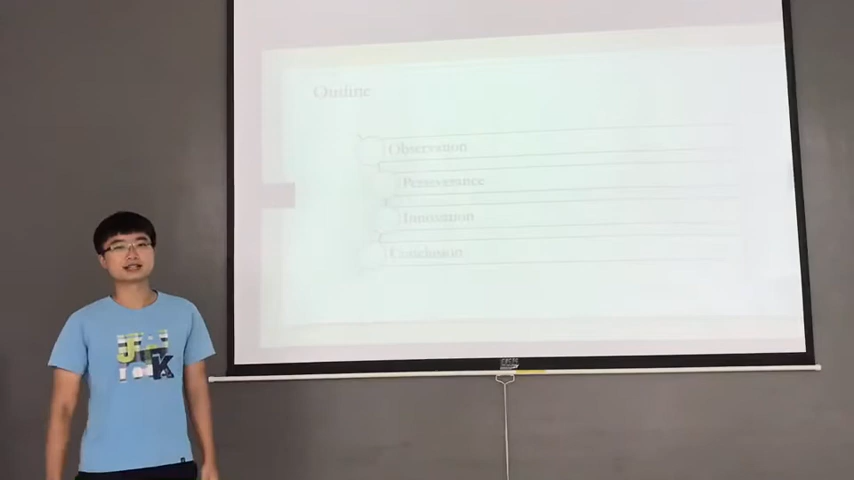 Outline
Observation
Perseverance
Innovation
Conclusion